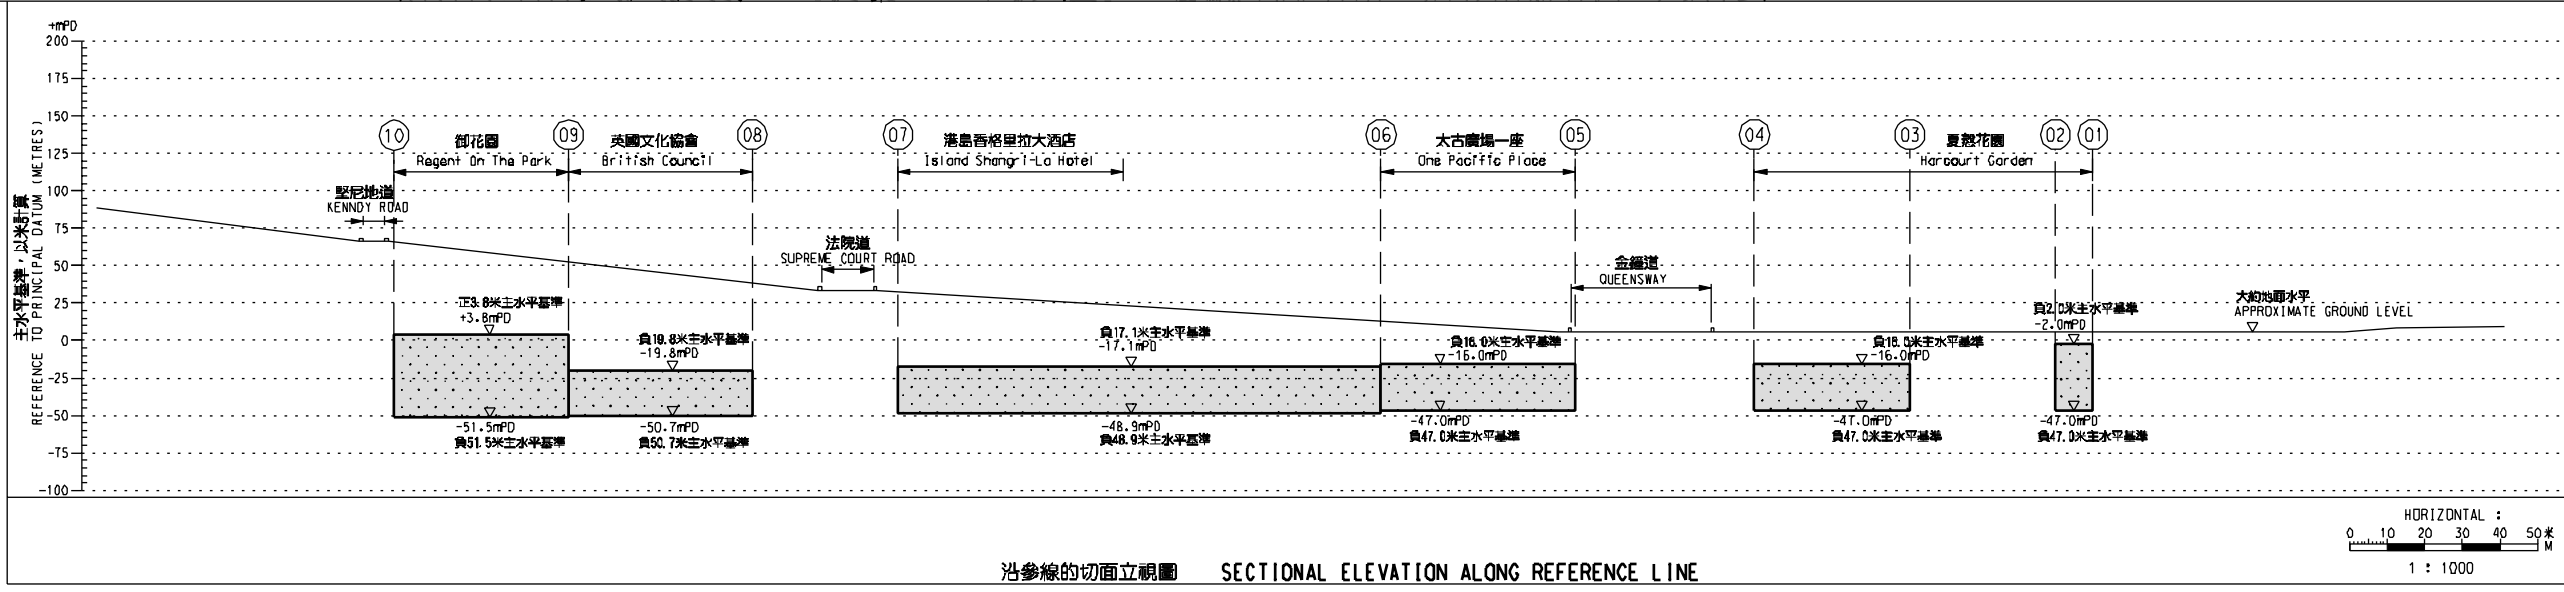 +mPD
200
175
150
125
100
75
50
25
0
-25
-50
-75
-100
主水平基準，以米計算
REFERENCE TO PRINCIPAL DATUM (METRES)
10
御花園
Regent On The Park
09
英國文化協會
British Council
08
07
港島香格里拉大酒店
Island Shangri-La Hotel
06
太古廣場一座
One Pacific Place
05
04
03
夏慤花園
Harcourt Garden
02
01
堅尼地道
KENNDY ROAD
法院道
SUPREME COURT ROAD
金鐘道
QUEENSWAY
大約地面水平
APPROXIMATE GROUND LEVEL
正3.8米主水平基準
+3.8mPD
負19.8米主水平基準
-19.8mPD
負17.1米主水平基準
-17.1mPD
負16.0米主水平基準
-16.0mPD
負16.0米主水平基準
-16.0mPD
負2.0米主水平基準
-2.0mPD
-51.5mPD
負51.5米主水平基準
-50.7mPD
負50.7米主水平基準
-48.9mPD
負48.9米主水平基準
-47.0mPD
負47.0米主水平基準
-47.0mPD
負47.0米主水平基準
-47.0mPD
負47.0米主水平基準
HORIZONTAL :
0 10 20 30 40 50米
M
1 : 1000
沿參線的切面立視圖 SECTIONAL ELEVATION ALONG REFERENCE LINE